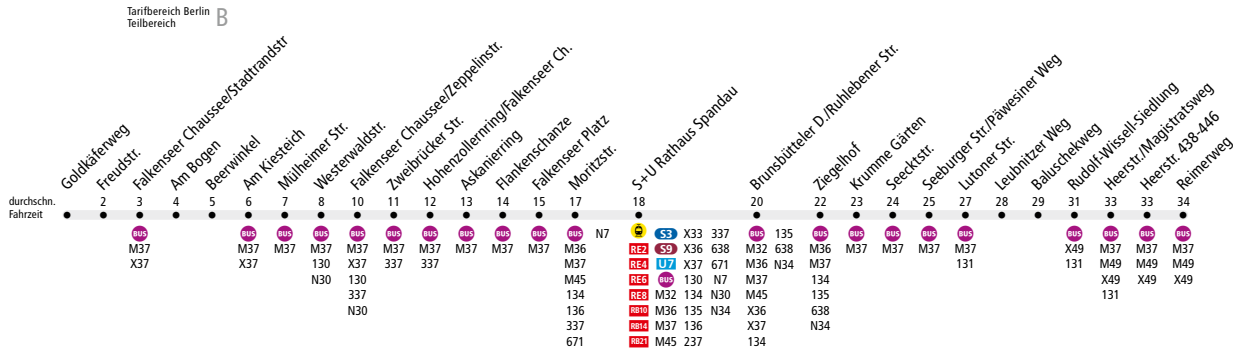 Tarifbereich Berlin
Teilbereich B
Goldkäferweg
Freudstr.
Falkenseer Chaussee/Stadtrandstr
Am Bogen
Beerwinkel
Am Kiesteich
Mülheimer Str.
Westerwaldstr.
Falkenseer Chaussee/Zeppelinstr.
Zweibrücker Str.
Hohenzollernring/Falkenseer Ch.
Askanierring
Flankenschanze
Falkenseer Platz
Moritzstr.
S+U Rathaus Spandau
Brunsbütteler D./Ruhlebener Str.
Ziegelhof
Krumme Gärten
Seecktstr.
Seeburger Str./Päwesiner Weg
Lutoner Str.
Leubnitzer Weg
Baluschekweg
Rudolf-Wissell-Siedlung
Heerstr./Magistratsweg
Heerstr. 438-446
Reimerweg
durchschn. 2 3 4 5 6 7 8 10 11 12 13 14 15 17 18 20 22 23 24 25 27 28 29 31 33 33 34
Fahrzeit
BUS BUS BUS BUS BUS BUS BUS BUS BUS BUS BUS N7 S3 X33 337 BUS 135 BUS BUS BUS BUS BUS BUS BUS BUS BUS
M37 M37 M37 M37 M37 M37 M37 M37 M37 M37 M36 RE2 S9 X36 638 M32 638 M36 M37 M37 M37 M37 X49 M37 M37 M37
X37 X37 130 X37 337 337 M37 RE4 U7 X37 671 M36 N34 M37 131 131 M49 M49 M49
N30 130 M45 RE6 BUS 130 N7 M37 134 X49 X49 X49
337 134 RE8 M32 134 N30 M45 135 131
N30 136 RB10 M36 135 N34 X36 638
337 RB14 M37 136 X37 N34
671 RB21 M45 237 134